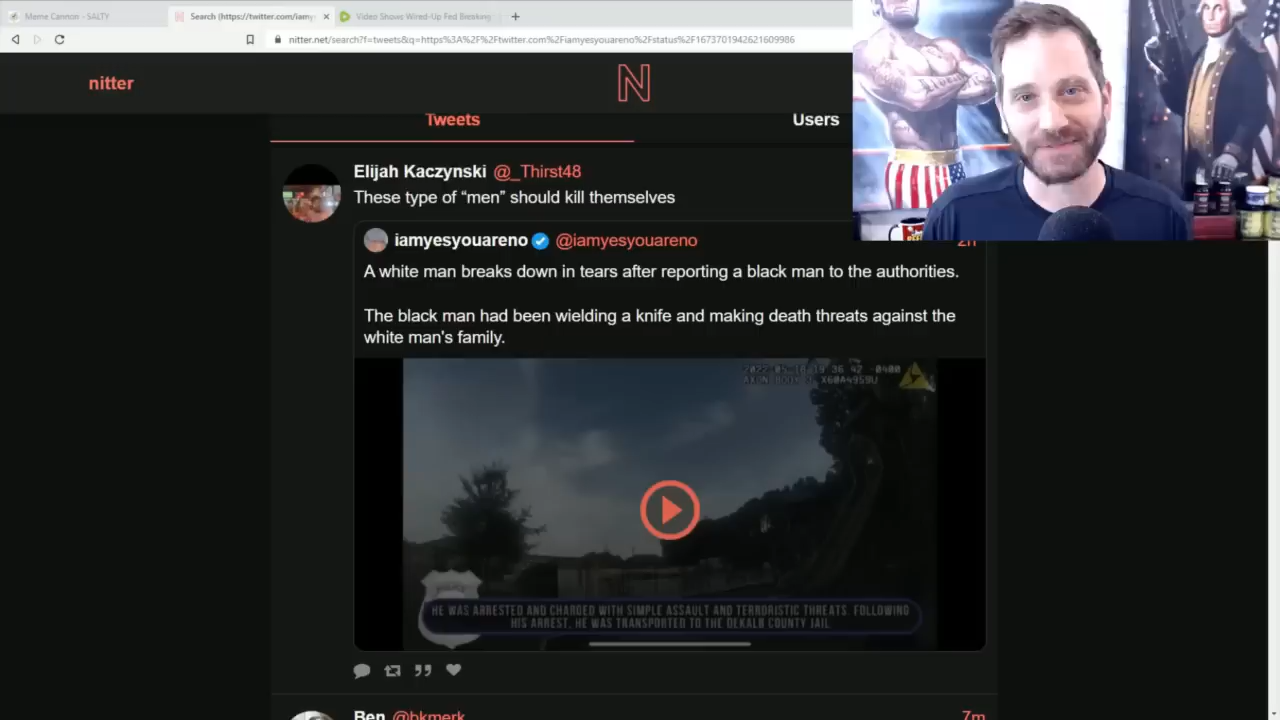 Meme Cannon - SALTY
Search (https://twitter.com/iamy
Video Shows Wired-Up Fed Breaking
nitter.net/search?f=tweets&q=https%3A%2F%2Ftwitter.com%2Fiamyesyouareno%2Fstatus%2F1673701942621609986
nitter
N
Tweets
Users
Elijah Kaczynski @_Thirst48
These type of “men” should kill themselves
iamyesyouareno @iamyesyouareno
2h
A white man breaks down in tears after reporting a black man to the authorities.
The black man had been wielding a knife and making death threats against the
white man's family.
HE WAS ARRESTED AND CHARGED WITH SIMPLE ASSAULT AND TERRORISTIC THREATS. FOLLOWING
HIS ARREST, HE WAS TRANSPORTED TO THE DEKALB COUNTY JAIL
Ben @bkmerk
7m